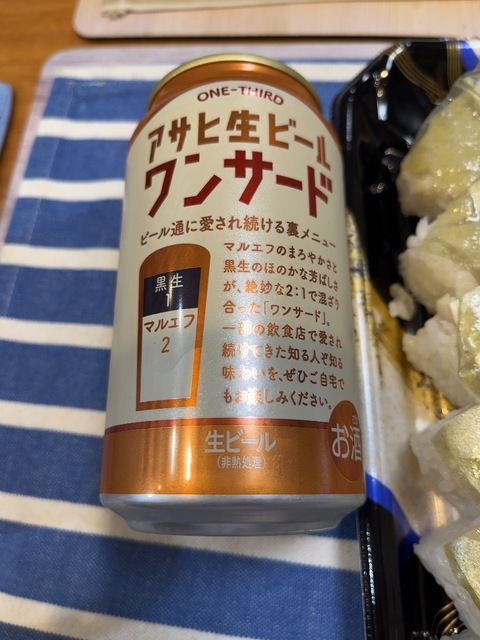 ONE-THIRD
アサヒ生ビール
ワンサード
ビール通に愛され続ける裏メニュー
マルエフのまろやかさと
黒生のほのかな芳ばしさ
が、絶妙な2:1で混ざり
合った「ワンサード」。
一部の飲食店で愛され
続けてきた知る人ぞ知る
味わいを、ぜひご自宅で
もお楽しみください。
黒生
1
マルエフ
2
生ビール
(非熱処理)
お酒